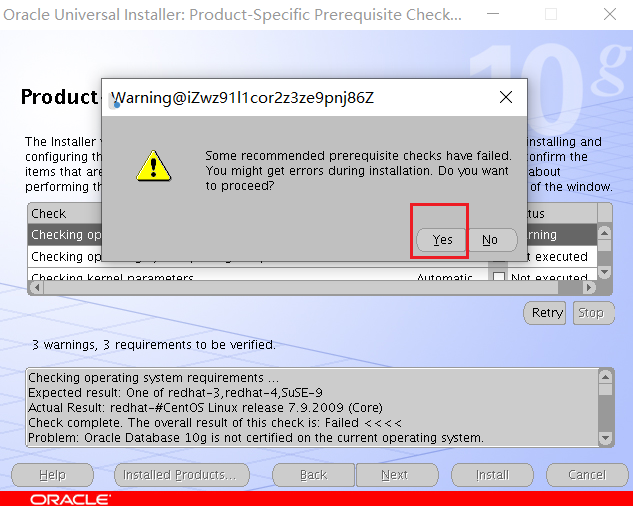 Oracle Universal Installer: Product-Specific Prerequisite Check...
10g
Product-
Warning@iZwz91l1cor2z3ze9pnj86Z
Some recommended prerequisite checks have failed.
You might get errors during installation. Do you want
to proceed?
Yes No
The Installer installing and
configuring th confirm the
items that are about
performing th of the window.
Check tus
Checking op rning
Not executed
Checking kernel parameters Automatic Not executed
Retry Stop
3 warnings, 3 requirements to be verified.
Checking operating system requirements ...
Expected result: One of redhat-3,redhat-4,SuSE-9
Actual Result: redhat-#CentOS Linux release 7.9.2009 (Core)
Check complete. The overall result of this check is: Failed <<<<
Problem: Oracle Database 10g is not certified on the current operating system.
Help Installed Products... Back Next Install Cancel
ORACLE